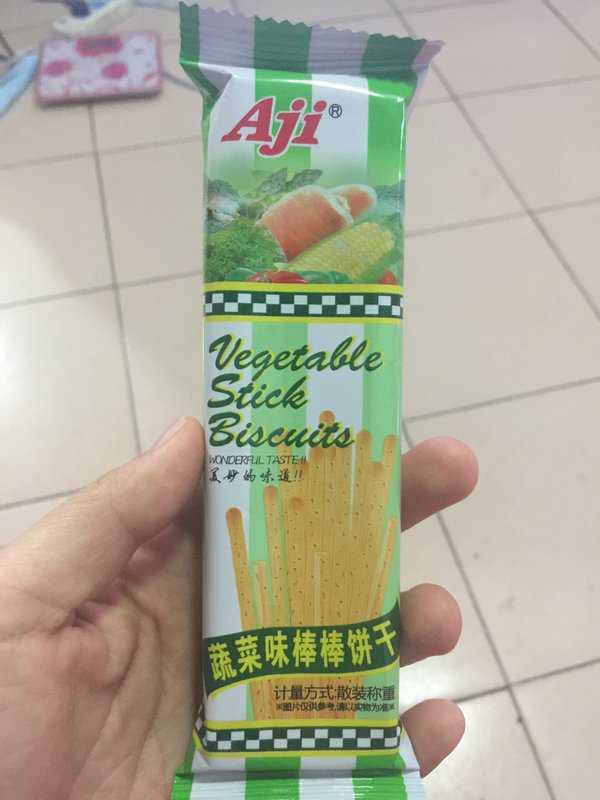 Aji®
Vegetable
Stick
Biscuits
WONDERFUL TASTE!!
美妙的味道!!
蔬菜味棒棒饼干
计量方式:散装称重
※图片仅供参考,请以实物为准※